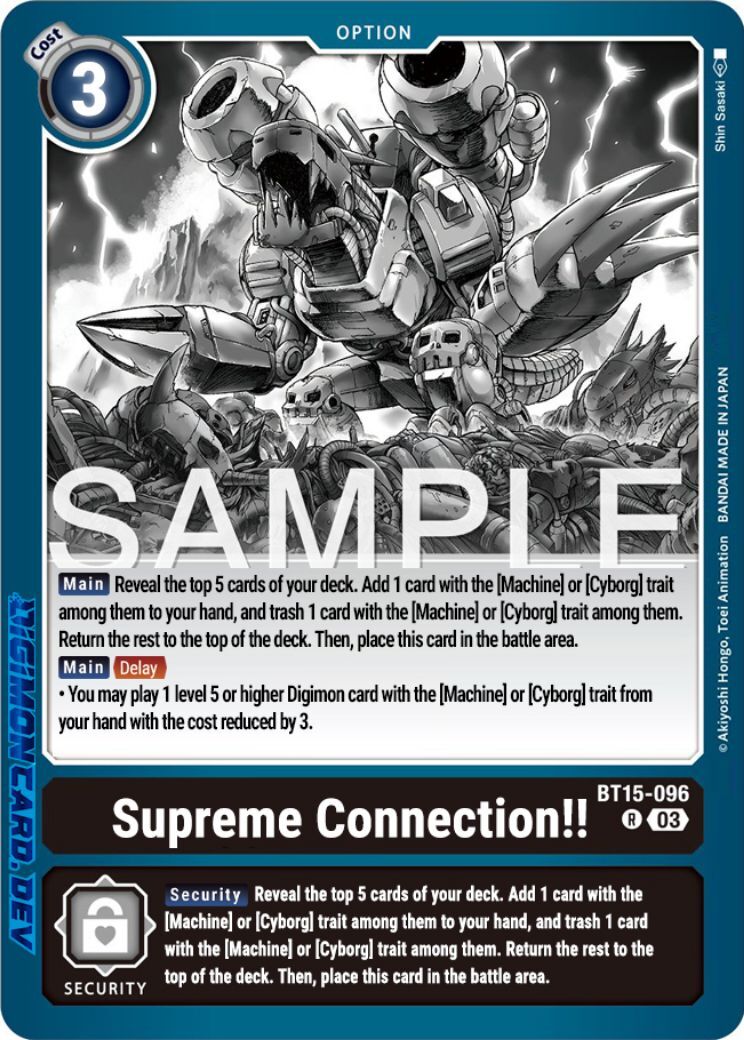 OPTION
Cost
3
Shin Sasaki
SAMPLE
Main Reveal the top 5 cards of your deck. Add 1 card with the [Machine] or [Cyborg] trait
among them to your hand, and trash 1 card with the [Machine] or [Cyborg] trait among them.
Return the rest to the top of the deck. Then, place this card in the battle area.
Main Delay
• You may play 1 level 5 or higher Digimon card with the [Machine] or [Cyborg] trait from
your hand with the cost reduced by 3.
© Akiyoshi Hongo, Toei Animation BANDAI MADE IN JAPAN
DIGIMONCARD.DEV
BT15-096
Supreme Connection!!
R 03
Security Reveal the top 5 cards of your deck. Add 1 card with the
[Machine] or [Cyborg] trait among them to your hand, and trash 1 card
with the [Machine] or [Cyborg] trait among them. Return the rest to the
top of the deck. Then, place this card in the battle area.
SECURITY